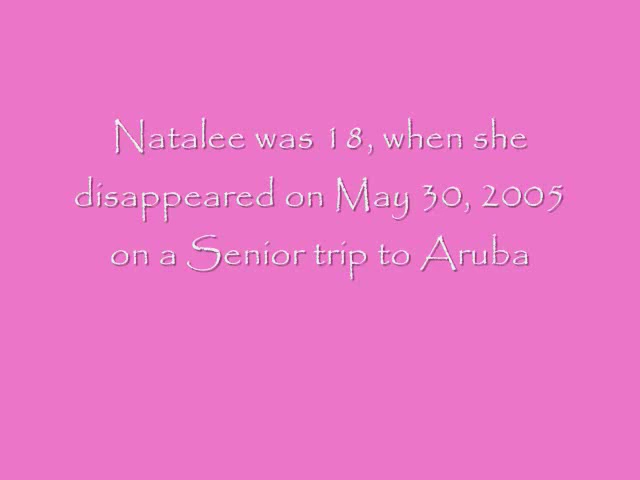 Natalee was 18, when she
disappeared on May 30, 2005
on a Senior trip to Aruba